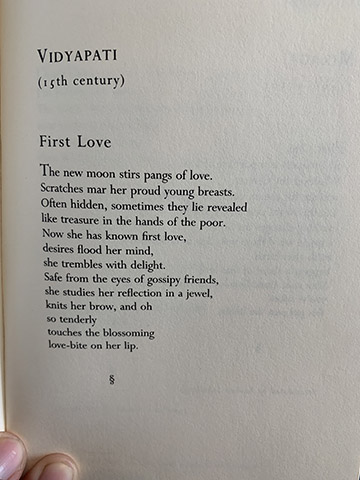 VIDYAPATI
(15th century)
First Love
The new moon stirs pangs of love.
Scratches mar her proud young breasts.
Often hidden, sometimes they lie revealed
like treasure in the hands of the poor.
Now she has known first love,
desires flood her mind,
she trembles with delight.
Safe from the eyes of gossipy friends,
she studies her reflection in a jewel,
knits her brow, and oh
so tenderly
touches the blossoming
love-bite on her lip.
§